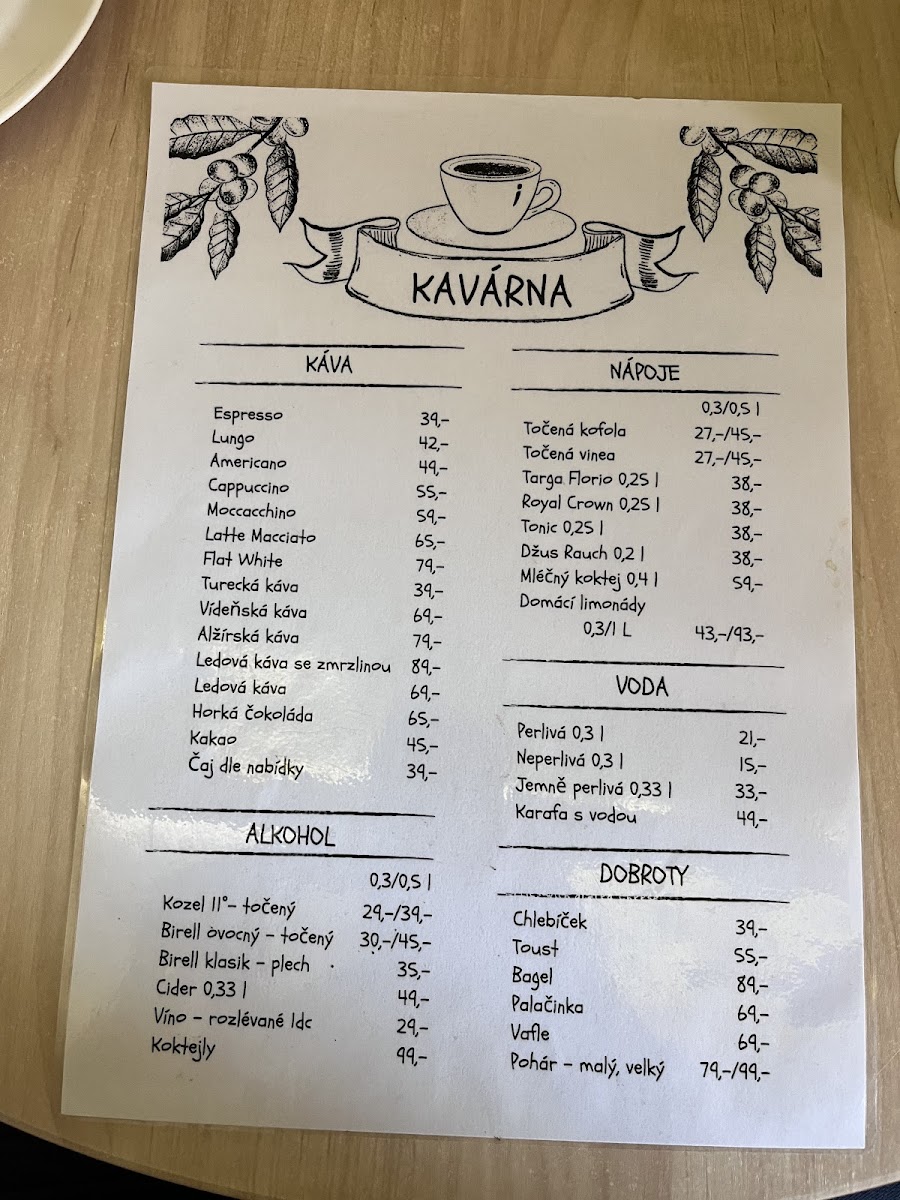 i
KAVÁRNA
KÁVA
Espresso 39,-
Lungo 42,-
Americano 49,-
Cappuccino 55,-
Moccacchino 59,-
Latte Macciato 65,-
Flat White 79,-
Turecká káva 39,-
Vídeňská káva 69,-
Alžírská káva 79,-
Ledová káva se zmrzlinou 89,-
Ledová káva 69,-
Horká čokoláda 65,-
Kakao 45,-
Čaj dle nabídky 39,-
ALKOHOL
0,3/0,5 l
Kozel 11°- točený 29,-/39,-
Birell ovocný - točený 30,-/45,-
Birell klasik - plech 35,-
Cider 0,33 l 49,-
Víno - rozlévané 1dc 29,-
Koktejly 99,-
NÁPOJE
0,3/0,5 l
Točená kofola 27,-/45,-
Točená vinea 27,-/45,-
Targa Florio 0,25 l 38,-
Royal Crown 0,25 l 38,-
Tonic 0,25 l 38,-
Džus Rauch 0,2 l 38,-
Mléčný koktej 0,4 l 59,-
Domácí limonády
0,3/1 L 43,-/93,-
VODA
Perlivá 0,3 l 21,-
Neperlivá 0,3 l 15,-
Jemně perlivá 0,33 l 33,-
Karafa s vodou 49,-
DOBROTY
Chlebíček 39,-
Toust 55,-
Bagel 89,-
Palačinka 69,-
Vafle 69,-
Pohár - malý, velký 79,-/99,-